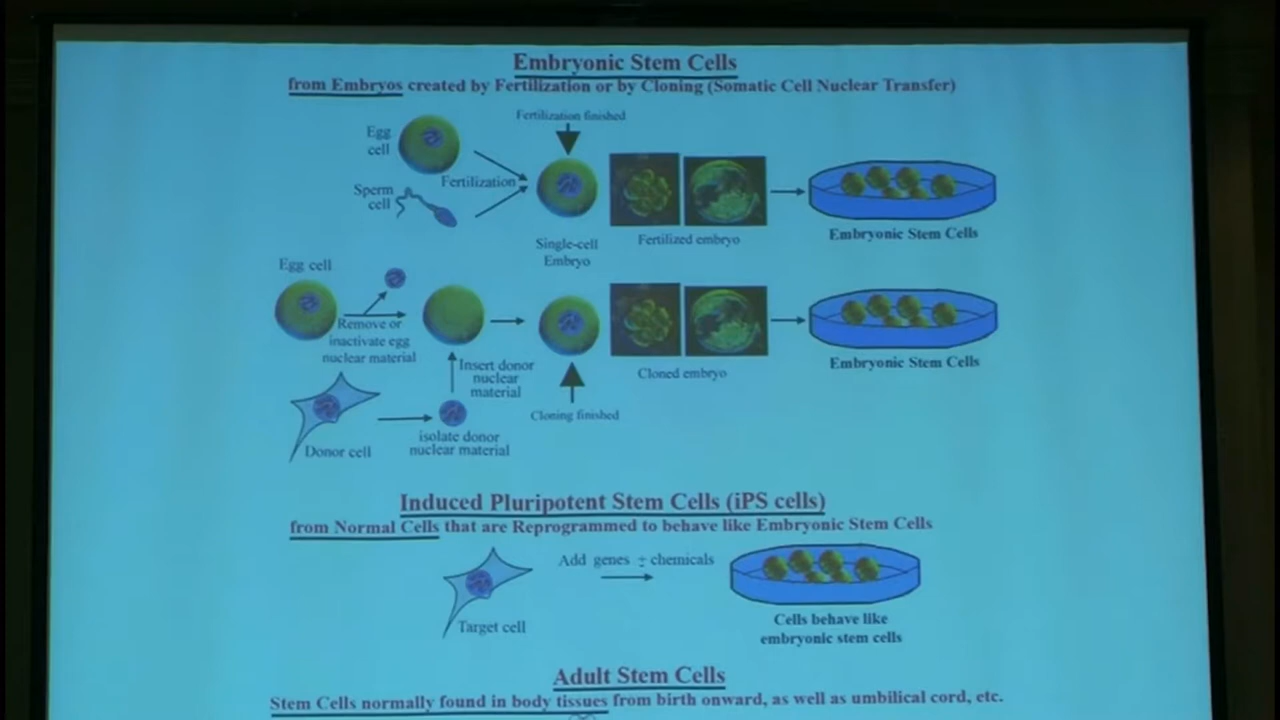 Embryonic Stem Cells
from Embryos created by Fertilization or by Cloning (Somatic Cell Nuclear Transfer)
Fertilization finished
Egg
cell
Fertilization
Sperm
cell
Single-cell
Embryo
Fertilized embryo
Embryonic Stem Cells
Egg cell
Remove or
inactivate egg
nuclear material
Insert donor
nuclear
material
Cloned embryo
Embryonic Stem Cells
Cloning finished
Donor cell
isolate donor
nuclear material
Induced Pluripotent Stem Cells (iPS cells)
from Normal Cells that are Reprogrammed to behave like Embryonic Stem Cells
Add genes ± chemicals
Target cell
Cells behave like
embryonic stem cells
Adult Stem Cells
Stem Cells normally found in body tissues from birth onward, as well as umbilical cord, etc.